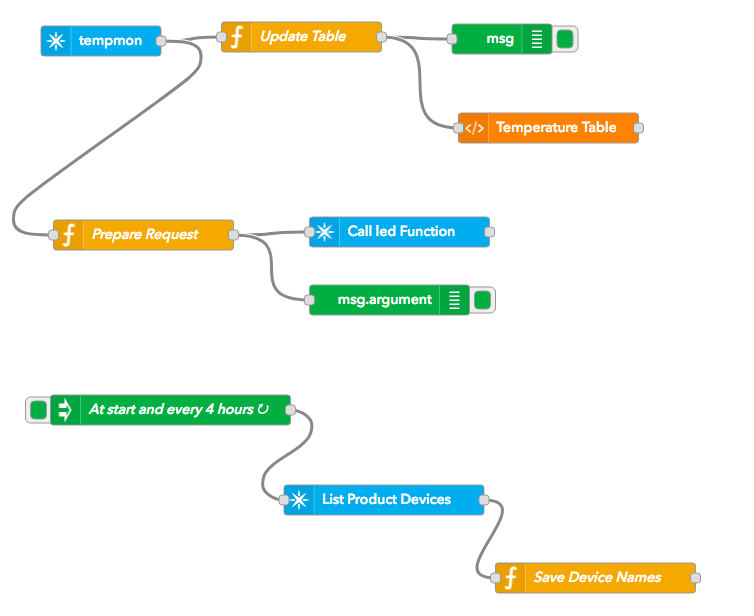 tempmon
Update Table
msg
</> Temperature Table
Prepare Request
Call led Function
msg.argument
At start and every 4 hours ↻
List Product Devices
Save Device Names